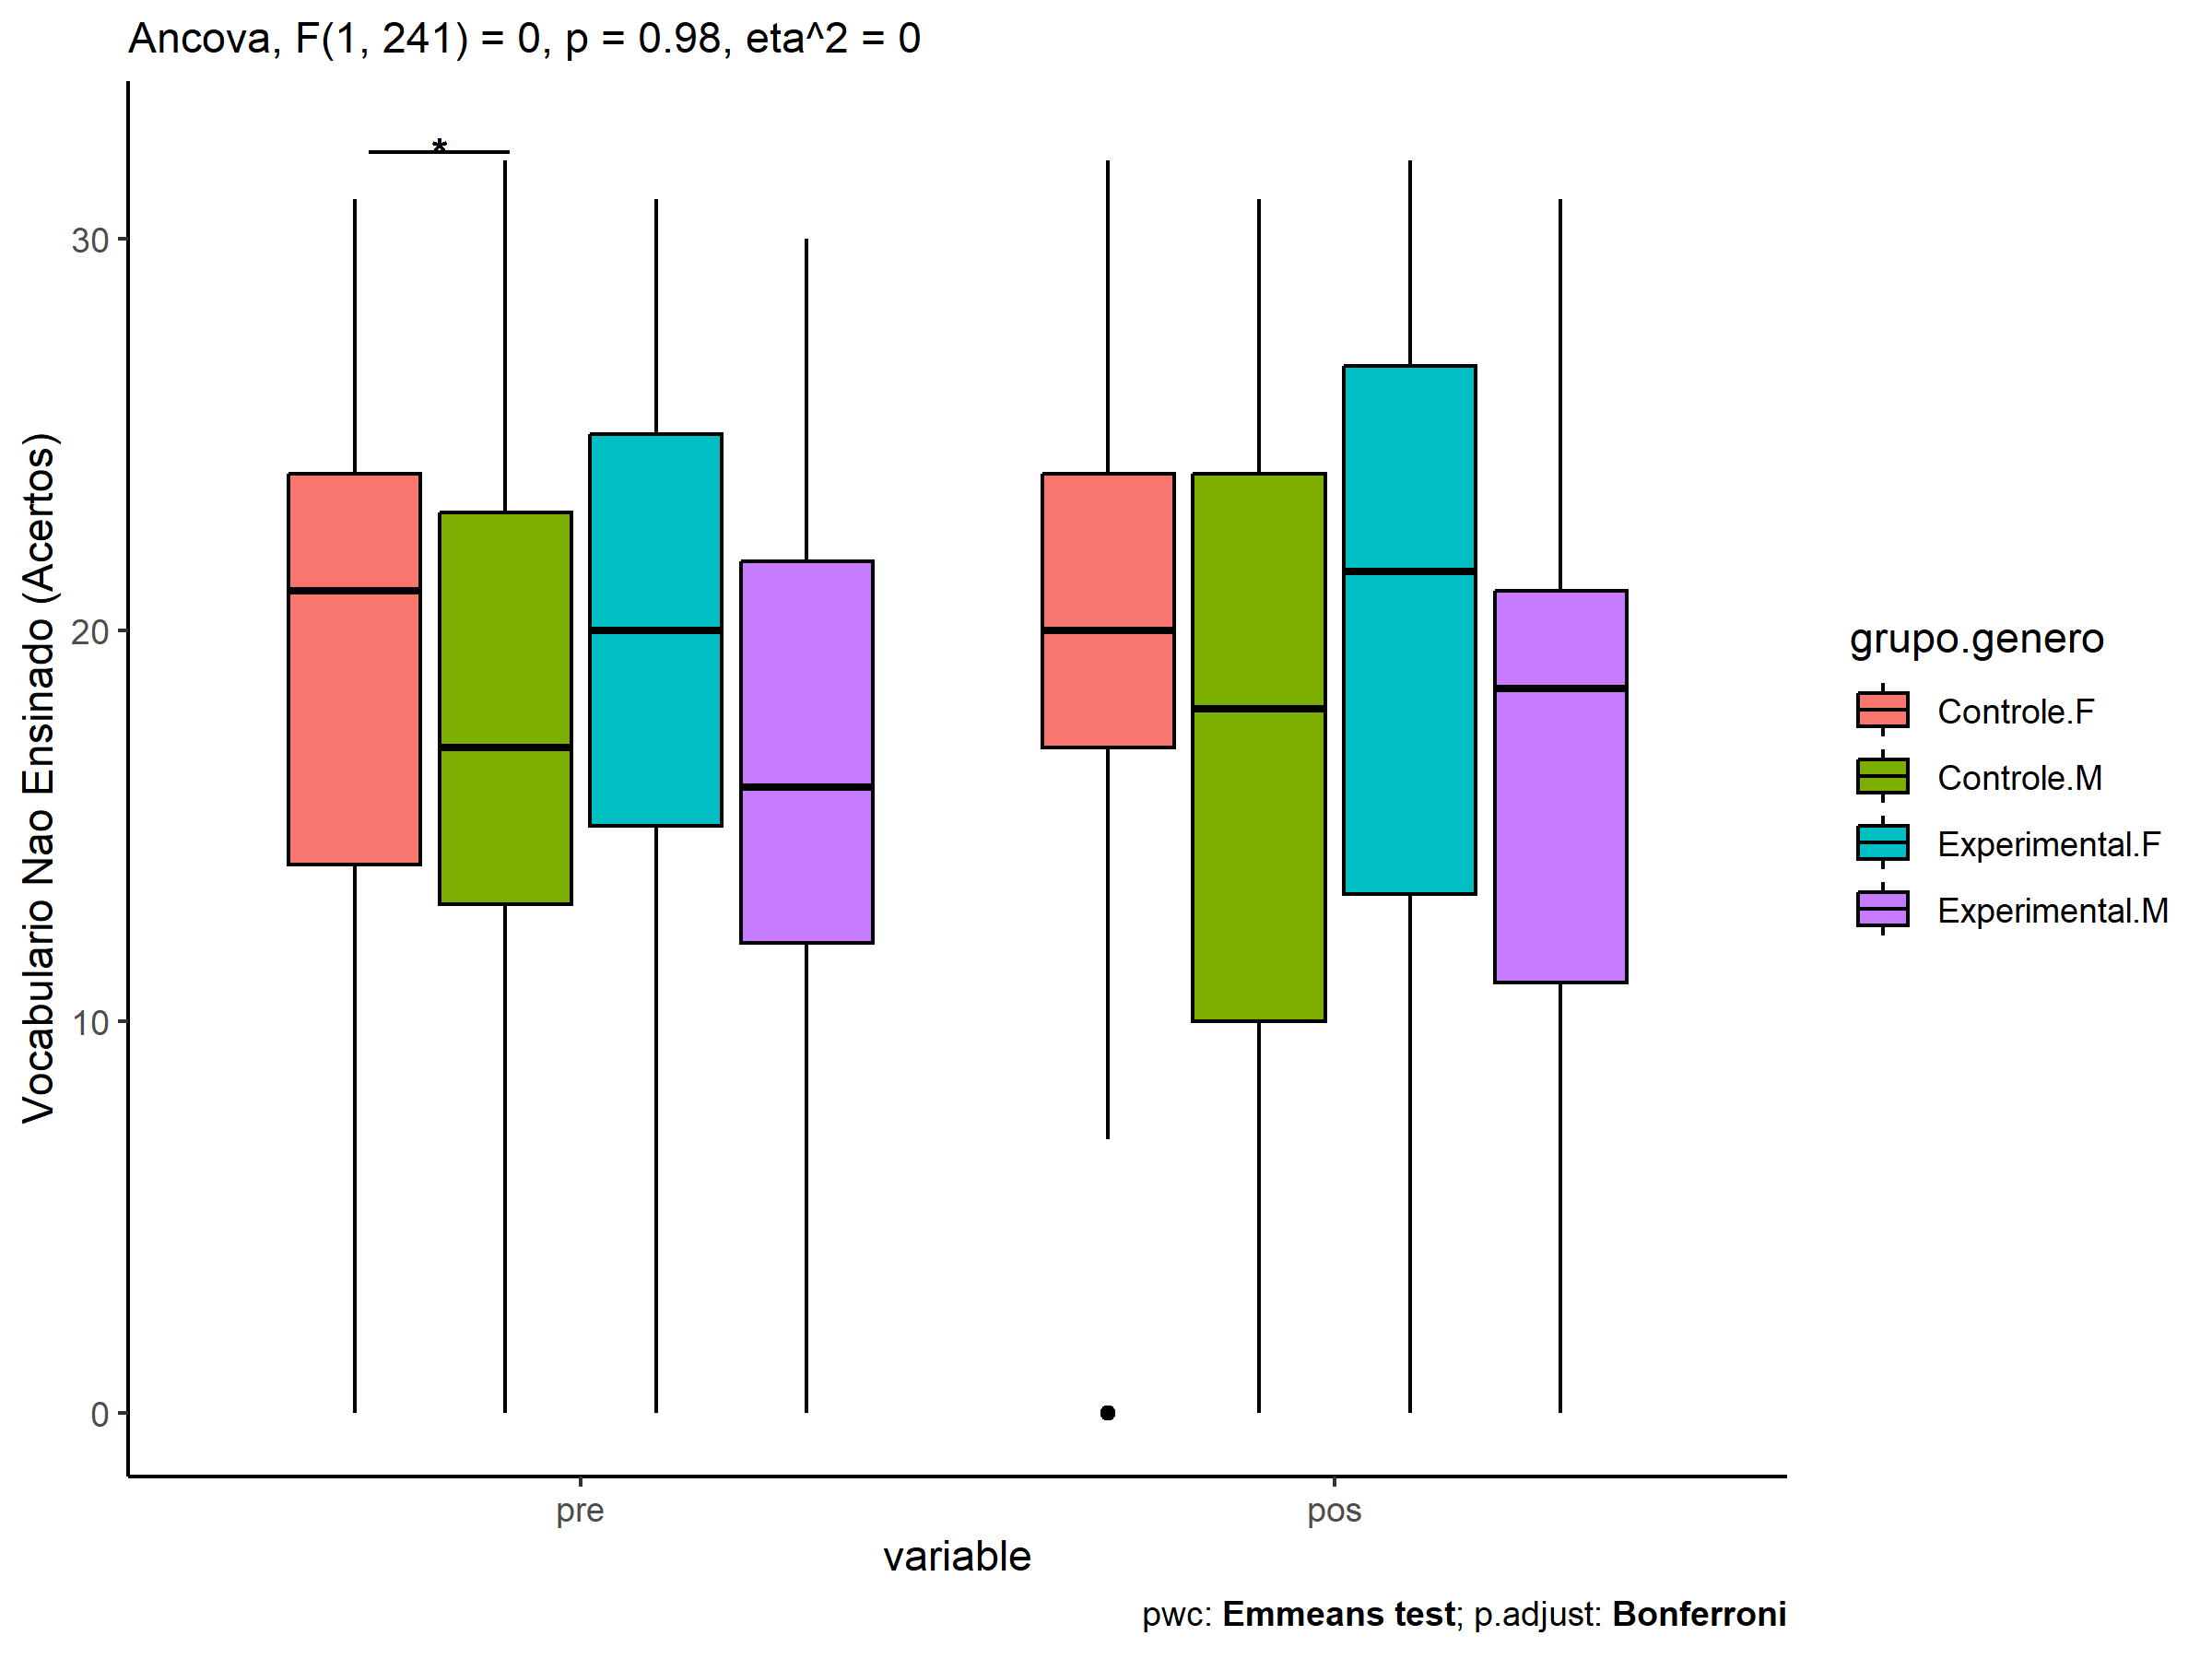 Ancova, F(1, 241) = 0, p = 0.98, eta^2 = 0
*
Vocabulario Nao Ensinado (Acertos)
30
20
10
0
pre
pos
variable
grupo.genero
Controle.F
Controle.M
Experimental.F
Experimental.M
pwc: Emmeans test; p.adjust: Bonferroni